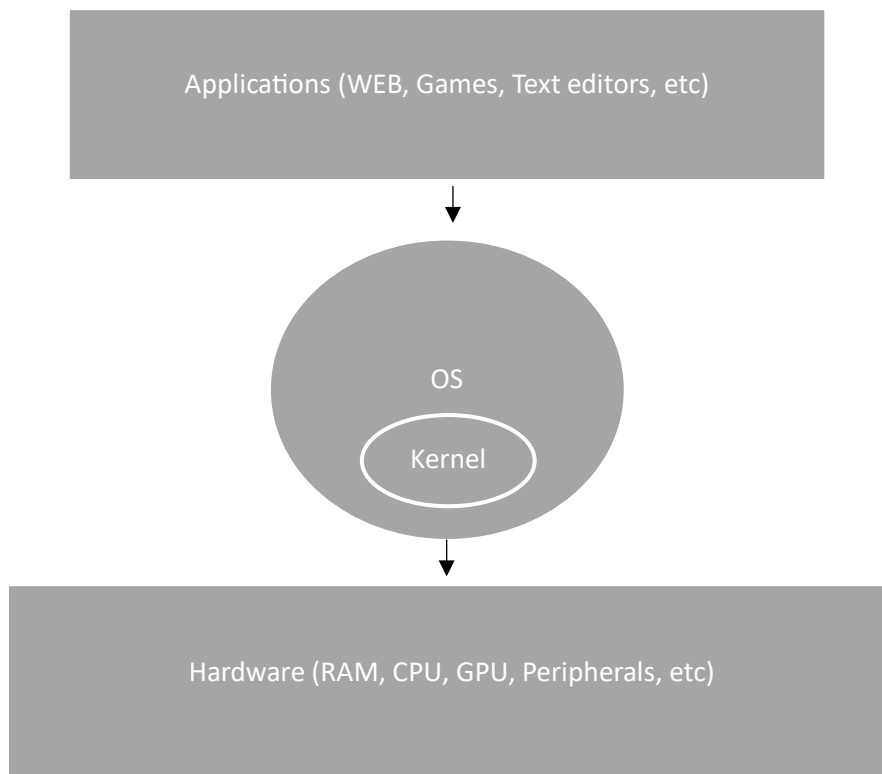 Applications (WEB, Games, Text editors, etc)
OS
Kernel
Hardware (RAM, CPU, GPU, Peripherals, etc)